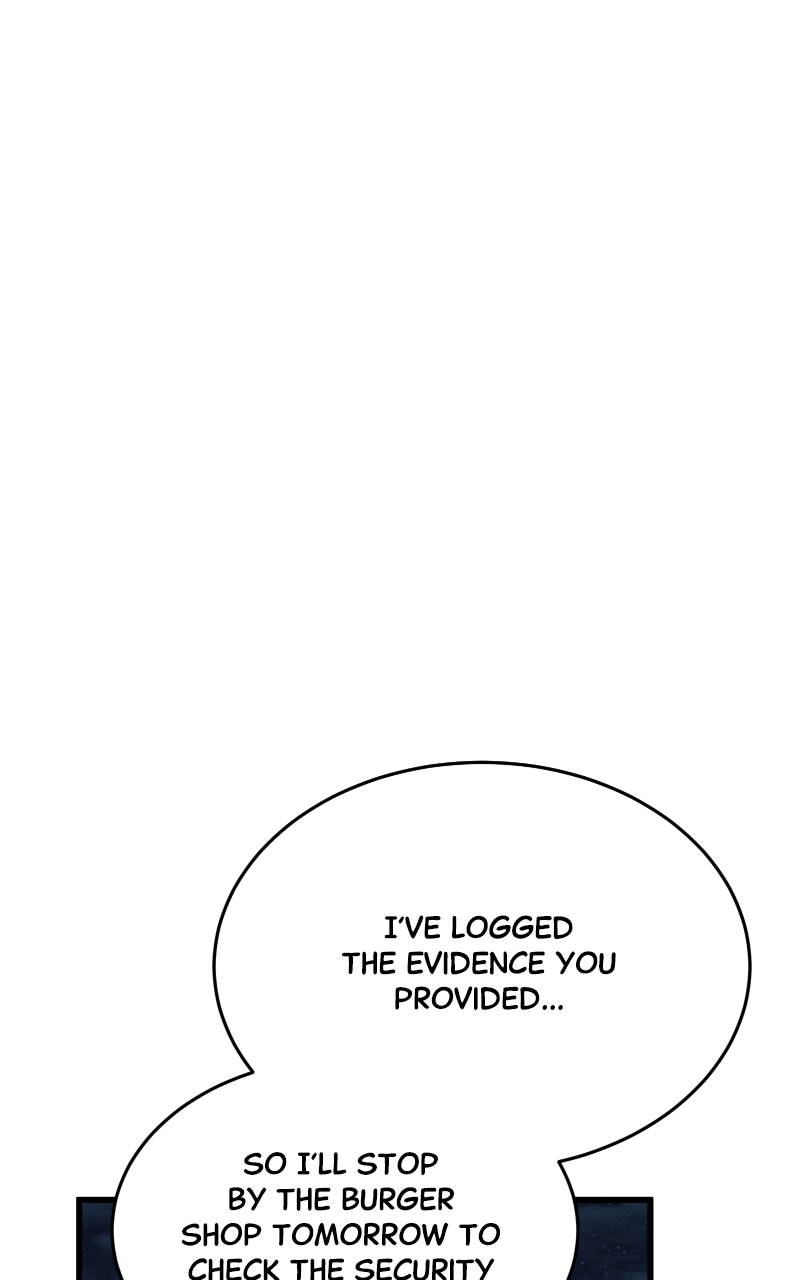 I'VE LOGGED
THE EVIDENCE YOU
PROVIDED...
SO I'LL STOP
BY THE BURGER
SHOP TOMORROW TO
CHECK THE SECURITY